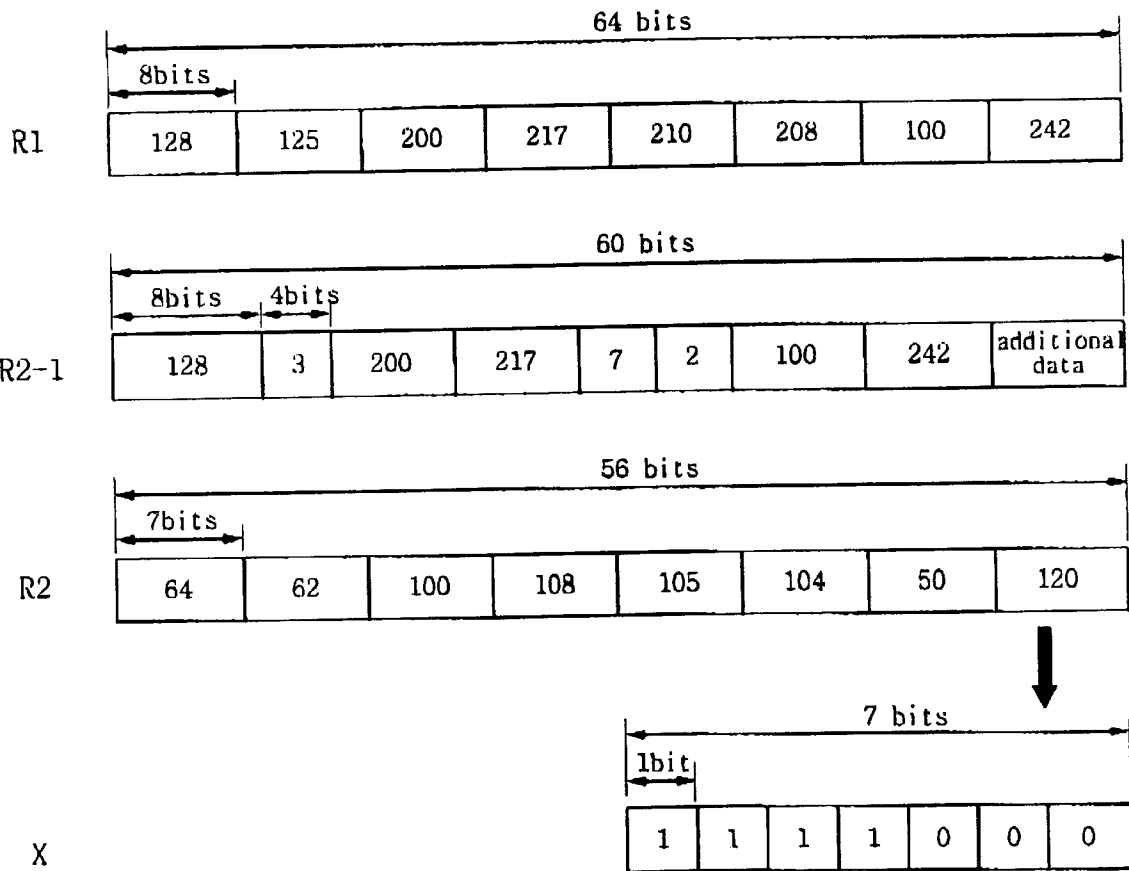 64 bits
8bits
R1 128 125 200 217 210 208 100 242
60 bits
8bits 4bits
R2-1 128 3 200 217 7 2 100 242 additional data
56 bits
7bits
R2 64 62 100 108 105 104 50 120
7 bits
1bit
X 1 1 1 1 0 0 0